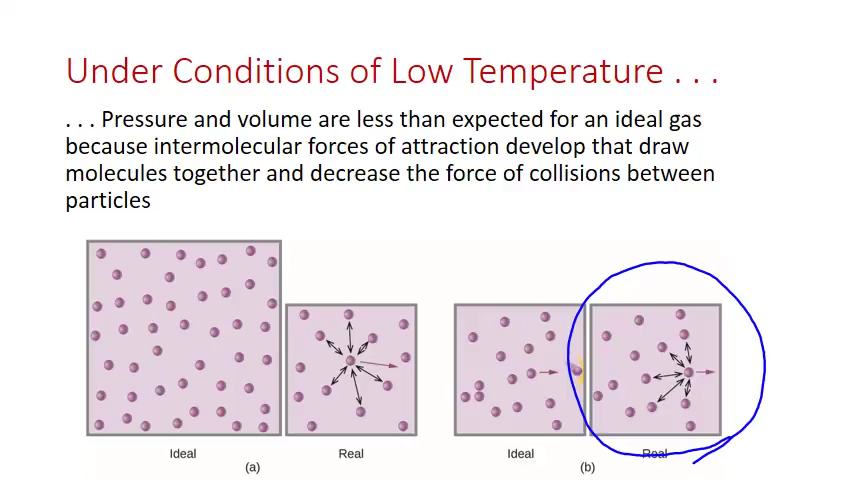 Under Conditions of Low Temperature . . .
. . . Pressure and volume are less than expected for an ideal gas
because intermolecular forces of attraction develop that draw
molecules together and decrease the force of collisions between
particles
Ideal
Real
Ideal
Real
(a)
(b)